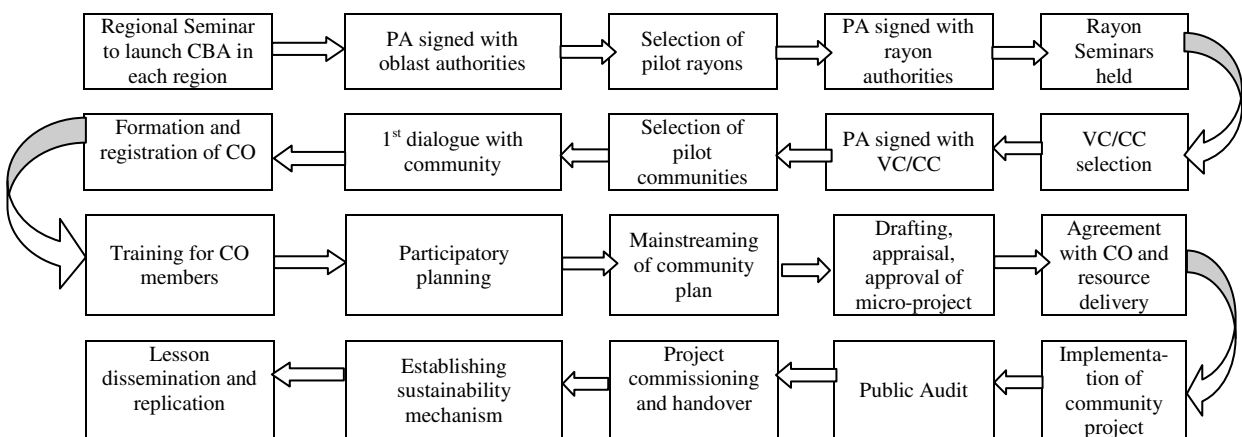 Regional Seminar
to launch CBA in
each region
PA signed with
oblast authorities
Selection of
pilot rayons
PA signed with
rayon
authorities
Rayon
Seminars
held
VC/CC
selection
PA signed with
VC/CC
Selection of
pilot
communities
1st dialogue with
community
Formation and
registration of CO
Training for CO
members
Participatory
planning
Mainstreaming
of community
plan
Drafting,
appraisal,
approval of
micro-project
Agreement
with CO and
resource
delivery
Implementa-
tion of
community
project
Public Audit
Project
commissioning
and handover
Establishing
sustainability
mechanism
Lesson
dissemination and
replication